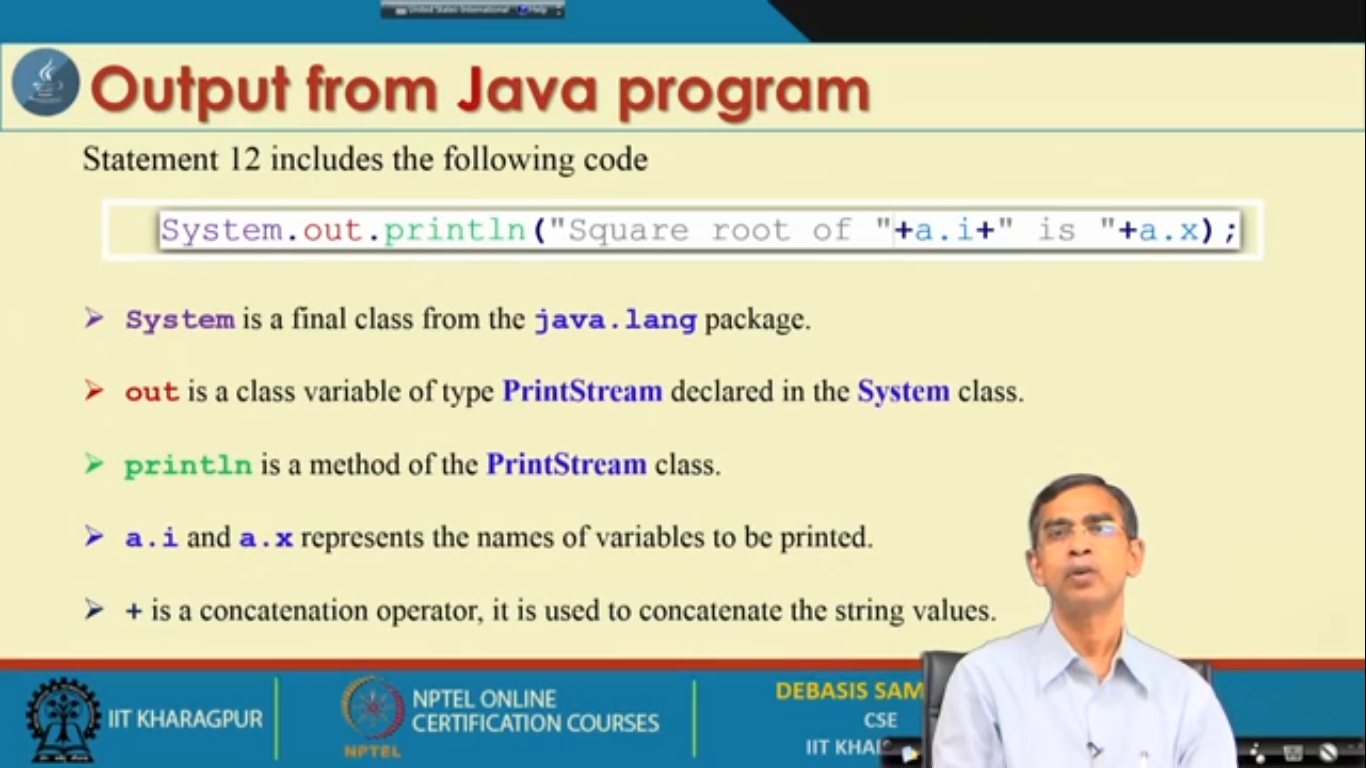 United States International Help
Output from Java program
Statement 12 includes the following code
System.out.println("Square root of "+a.i+" is "+a.x);
System is a final class from the java.lang package.
out is a class variable of type PrintStream declared in the System class.
println is a method of the PrintStream class.
a.i and a.x represents the names of variables to be printed.
+ is a concatenation operator, it is used to concatenate the string values.
IIT KHARAGPUR
NPTEL
NPTEL ONLINE
CERTIFICATION COURSES
DEBASIS SAM
CSE
IIT KHA